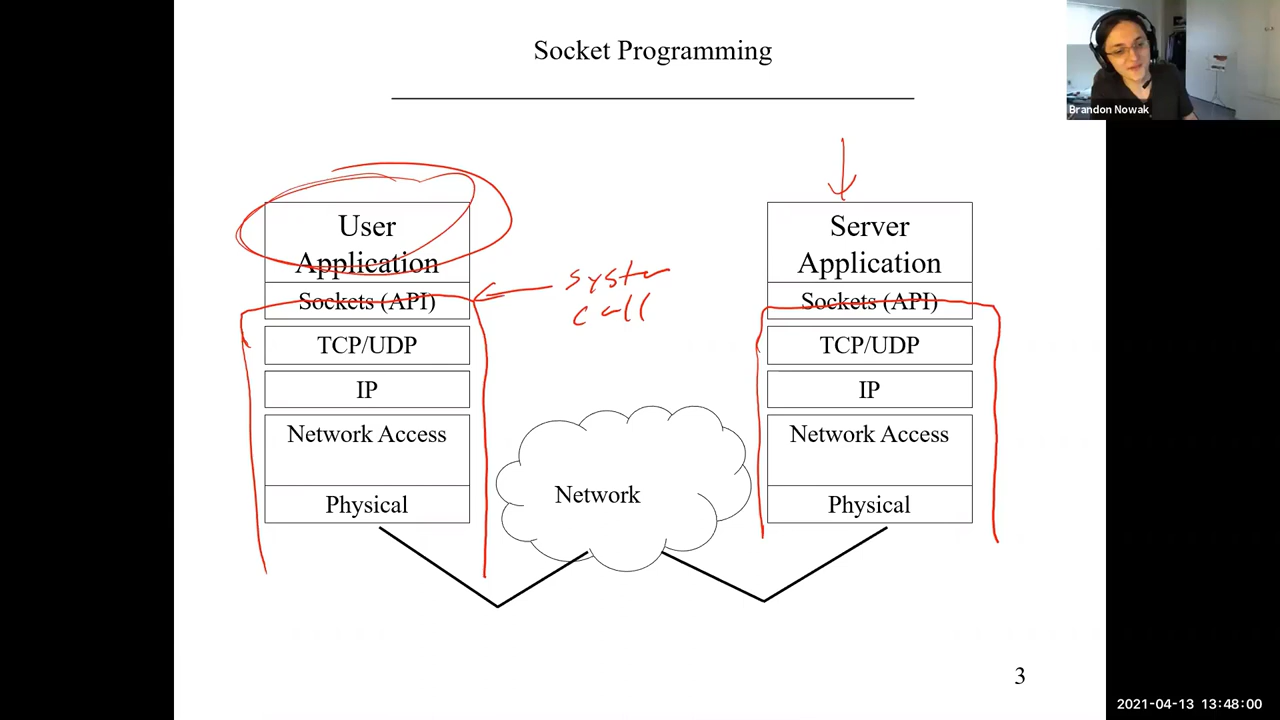 Socket Programming
Brandon Nowak
User
Application
Sockets (API)
TCP/UDP
IP
Network Access
Physical
system
call
Network
Server
Application
Sockets (API)
TCP/UDP
IP
Network Access
Physical
3
2021-04-13 13:48:00